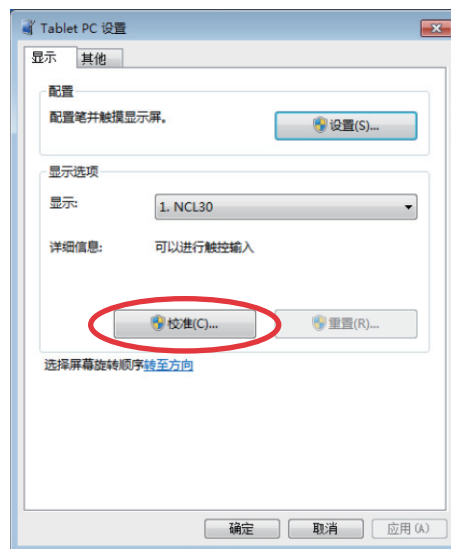 Tablet PC 设置
显示 其他
配置
配置笔并触摸显示屏。 设置(S)...
显示选项
显示: 1. NCL30
详细信息: 可以进行触控输入
校准(C)... 重置(R)...
选择屏幕旋转顺序转至方向
确定 取消 应用(A)